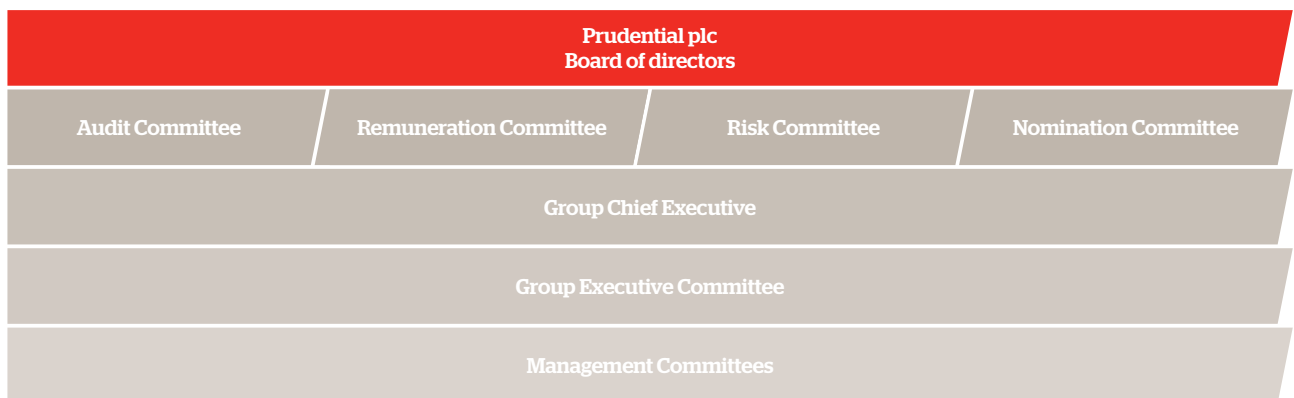 Prudential plc
Board of directors
Audit Committee
Remuneration Committee
Risk Committee
Nomination Committee
Group Chief Executive
Group Executive Committee
Management Committees